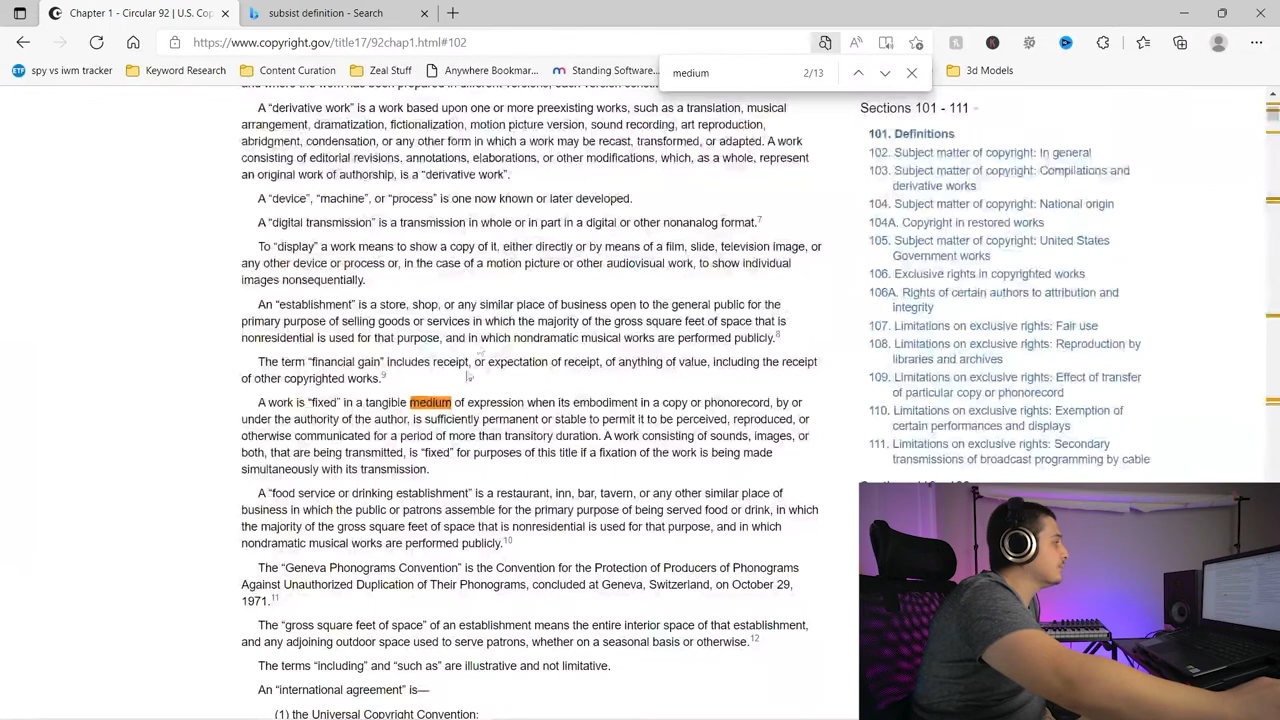 Chapter 1 - Circular 92 | U.S. Cop
subsist definition - Search
https://www.copyright.gov/title17/92chap1.html#102
spy vs iwm tracker
Keyword Research
Content Curation
Zeal Stuff
Anywhere Bookmar...
Standing Software...
3d Models
medium
2/13
A “derivative work” is a work based upon one or more preexisting works, such as a translation, musical
arrangement, dramatization, fictionalization, motion picture version, sound recording, art reproduction,
abridgment, condensation, or any other form in which a work may be recast, transformed, or adapted. A work
consisting of editorial revisions. annotations, elaborations, or other modifications, which, as a whole, represent
an original work of authorship, is a “derivative work”.
A “device”, “machine”, or “process” is one now known or later developed.
A “digital transmission” is a transmission in whole or in part in a digital or other nonanalog format.7
To “display” a work means to show a copy of it, either directly or by means of a film, slide, television image, or
any other device or process or, in the case of a motion picture or other audiovisual work, to show individual
images nonsequentially.
An “establishment” is a store, shop, or any similar place of business open to the general public for the
primary purpose of selling goods or services in which the majority of the gross square feet of space that is
nonresidential is used for that purpose, and in which nondramatic musical works are performed publicly.8
The term “financial gain” includes receipt, or expectation of receipt, of anything of value, including the receipt
of other copyrighted works.9
A work is “fixed” in a tangible medium of expression when its embodiment in a copy or phonorecord, by or
under the authority of the author, is sufficiently permanent or stable to permit it to be perceived, reproduced, or
otherwise communicated for a period of more than transitory duration. A work consisting of sounds, images, or
both, that are being transmitted, is “fixed” for purposes of this title if a fixation of the work is being made
simultaneously with its transmission.
A “food service or drinking establishment” is a restaurant, inn, bar, tavern, or any other similar place of
business in which the public or patrons assemble for the primary purpose of being served food or drink, in which
the majority of the gross square feet of space that is nonresidential is used for that purpose, and in which
nondramatic musical works are performed publicly.10
The “Geneva Phonograms Convention” is the Convention for the Protection of Producers of Phonograms
Against Unauthorized Duplication of Their Phonograms, concluded at Geneva, Switzerland, on October 29,
1971.11
The “gross square feet of space” of an establishment means the entire interior space of that establishment,
and any adjoining outdoor space used to serve patrons, whether on a seasonal basis or otherwise.12
The terms “including” and “such as” are illustrative and not limitative.
An “international agreement” is—
(1) the Universal Copyright Convention;
Sections 101 - 111
101. Definitions
102. Subject matter of copyright: In general
103. Subject matter of copyright: Compilations and
derivative works
104. Subject matter of copyright: National origin
104A. Copyright in restored works
105. Subject matter of copyright: United States
Government works
106. Exclusive rights in copyrighted works
106A. Rights of certain authors to attribution and
integrity
107. Limitations on exclusive rights: Fair use
108. Limitations on exclusive rights: Reproduction by
libraries and archives
109. Limitations on exclusive rights: Effect of transfer
of particular copy or phonorecord
110. Limitations on exclusive rights: Exemption of
certain performances and displays
111. Limitations on exclusive rights: Secondary
transmissions of broadcast programming by cable